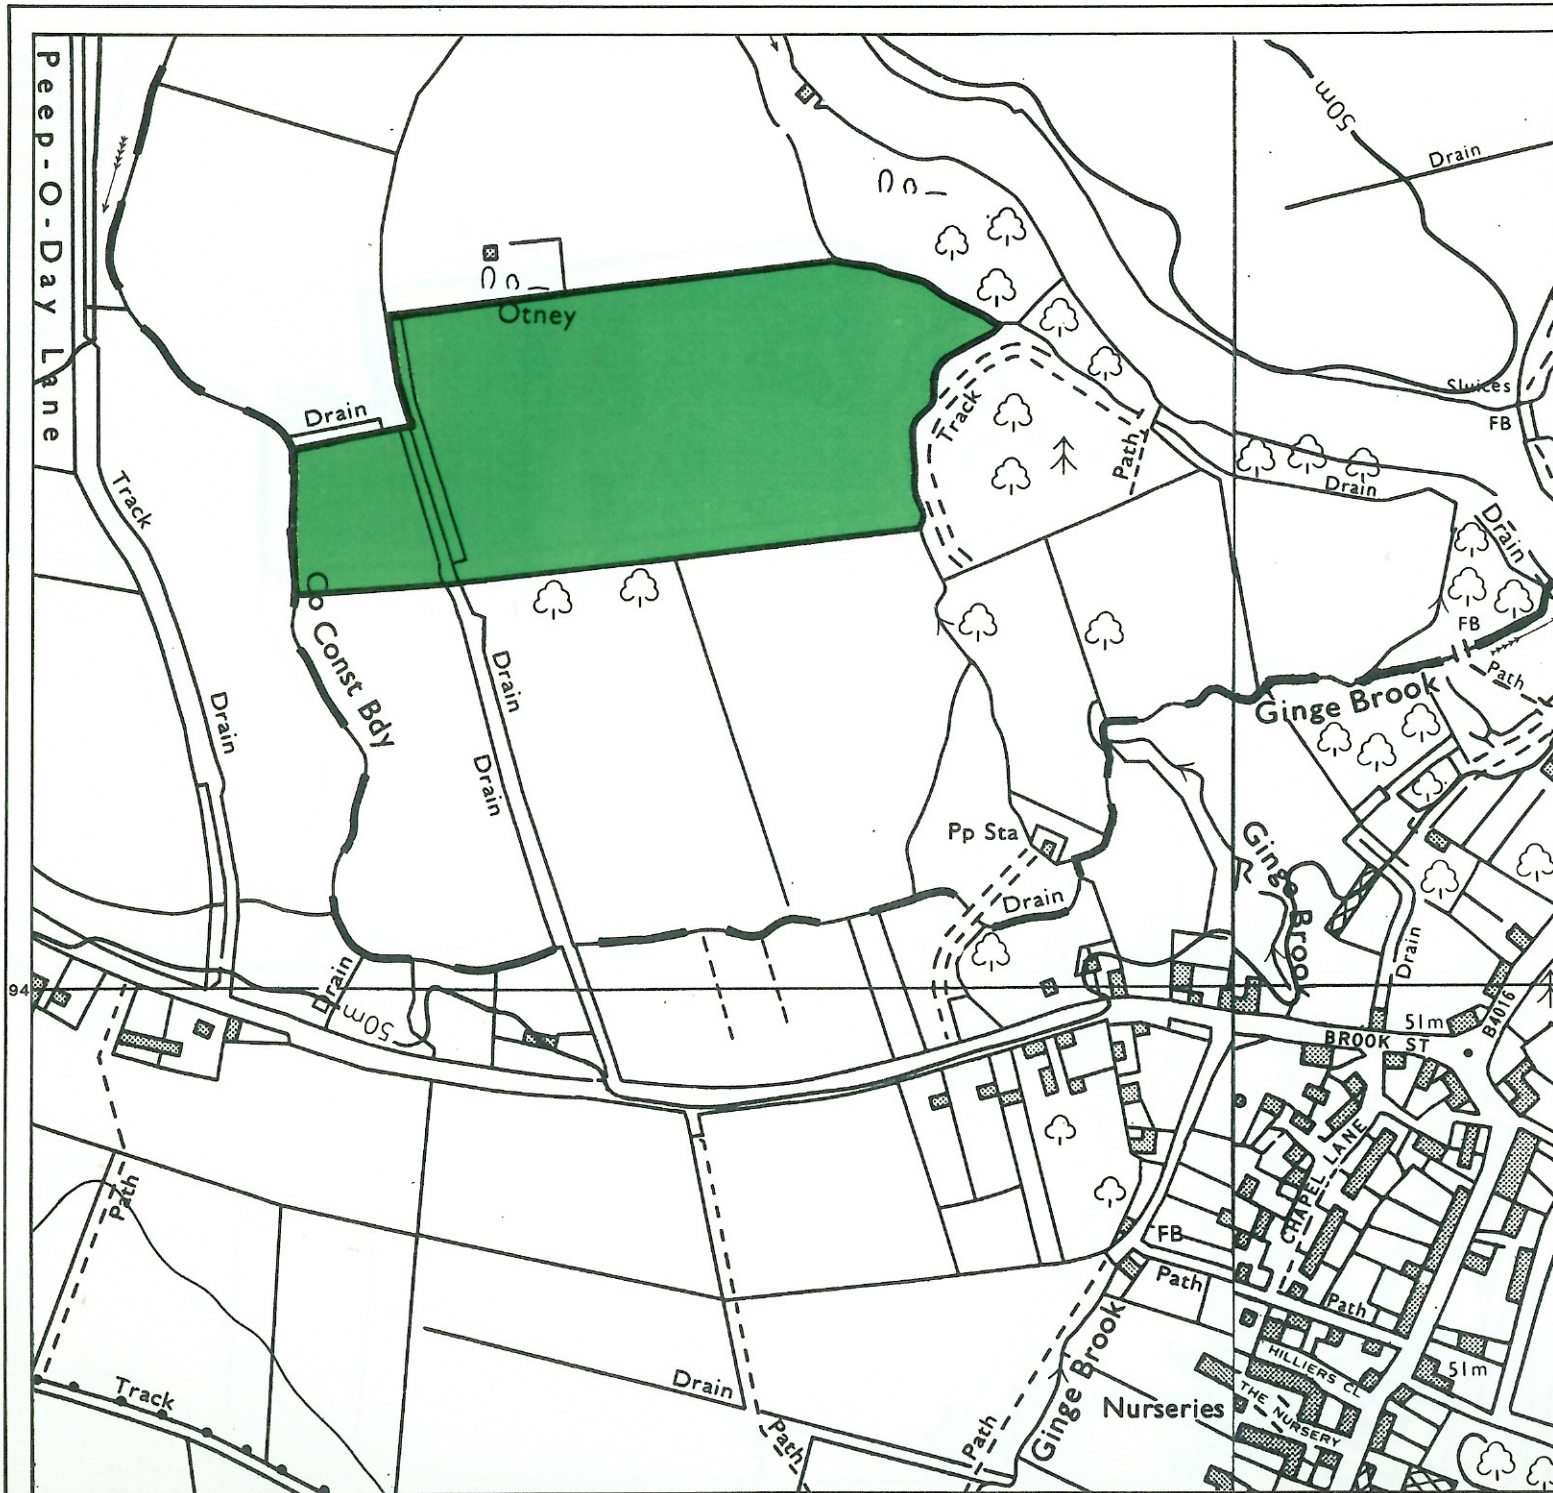 Peep-O-Day Lane
50m
Drain
Otney
Drain
Track
Path
Sluices
FB
Drain
Drain
Track
Co Const Bdy
FB
Path
Drain
Drain
Drain
Ginge Brook
Pp Sta
Ginge Brook
Drain
Drain
Drain
94
50m
51m
B4016
BROOK ST
CHAPEL LANE
Path
FB
Path
Path
HILLIERS CL
51m
THE NURSERY
Nurseries
Ginge Brook
Track
Drain
Path
Path